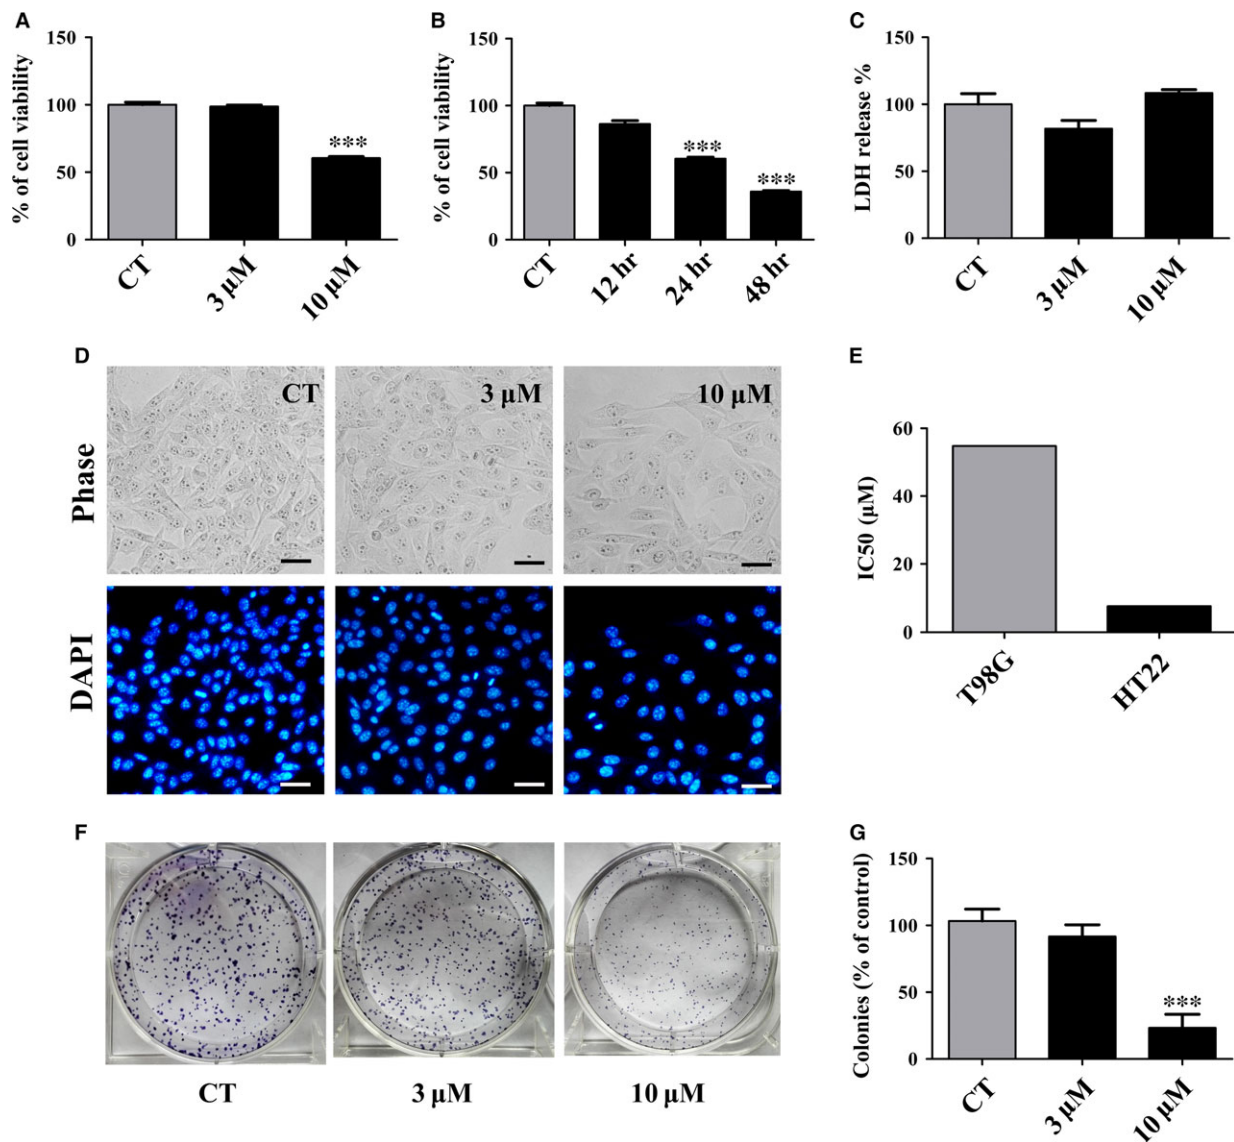 A
% of cell viability
150
100
50
0
***
CT
3 µM
10 µM
B
% of cell viability
150
100
50
0
***
***
CT
12 hr
24 hr
48 hr
C
LDH release %
150
100
50
0
CT
3 µM
10 µM
D
CT
3 µM
10 µM
Phase
DAPI
E
IC50 (µM)
60
40
20
0
T98G
HT22
F
CT
3 µM
10 µM
G
Colonies (% of control)
150
100
50
0
***
CT
3 µM
10 µM